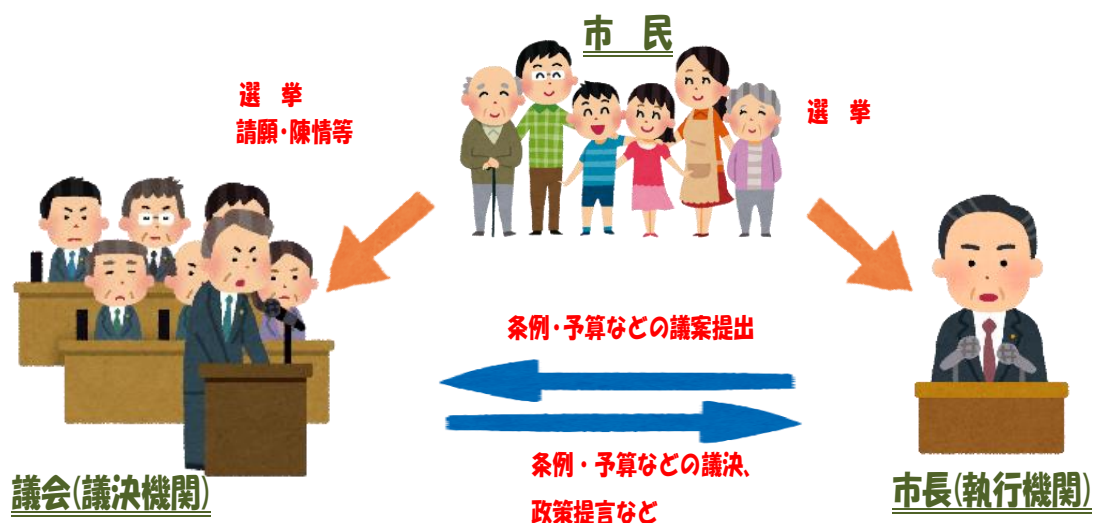 市　民
選　挙
請願・陳情等
選　挙
条例・予算などの議案提出
条例・予算などの議決、
政策提言など
議会(議決機関)
市長(執行機関)